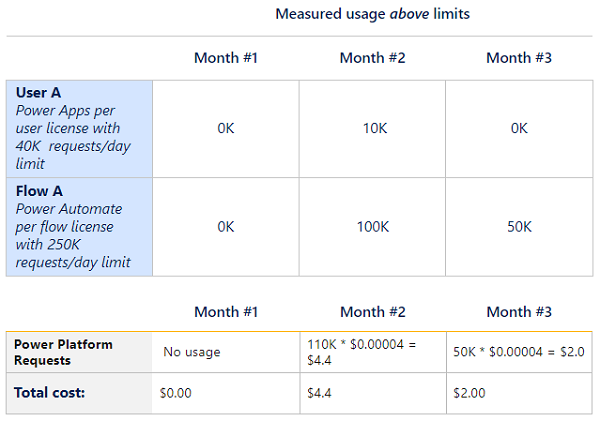 Measured usage above limits
Month #1 Month #2 Month #3
User A
Power Apps per
user license with
40K requests/day
limit
0K 10K 0K
Flow A
Power Automate
per flow license
with 250K
requests/day limit
0K 100K 50K
Month #1 Month #2 Month #3
Power Platform
Requests
No usage
110K * $0.00004 =
$4.4
50K * $0.00004 = $2.0
Total cost: $0.00 $4.4 $2.00